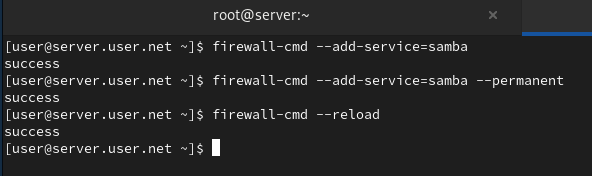 root@server:~ ×
[user@server.user.net ~]$ firewall-cmd --add-service=samba
success
[user@server.user.net ~]$ firewall-cmd --add-service=samba --permanent
success
[user@server.user.net ~]$ firewall-cmd --reload
success
[user@server.user.net ~]$